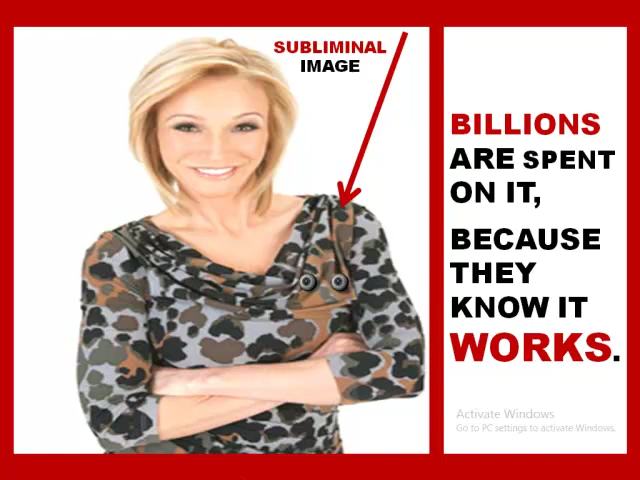 SUBLIMINAL
IMAGE
BILLIONS
ARE SPENT
ON IT,
BECAUSE
THEY
KNOW IT
WORKS.
Activate Windows
Go to PC settings to activate Windows.